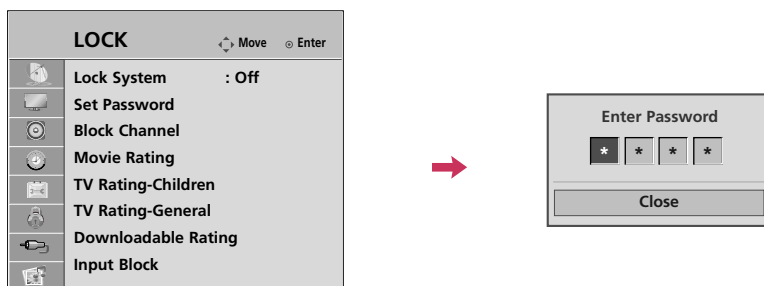 LOCK Move Enter
Lock System : Off
Set Password
Block Channel
Movie Rating
TV Rating-Children
TV Rating-General
Downloadable Rating
Input Block
Enter Password
* * * *
Close